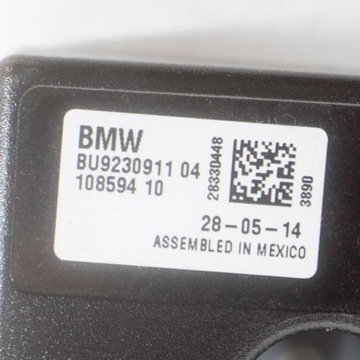 BMW
BU9230911 04
108594 10
28330448
3890
28-05-14
ASSEMBLED IN MEXICO